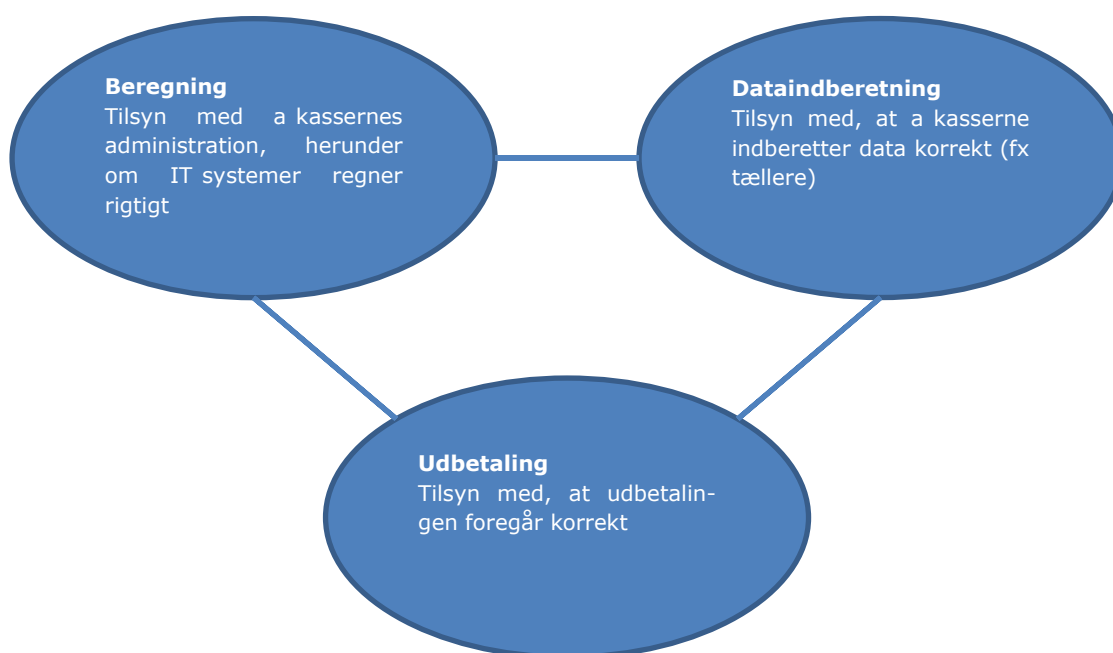 Beregning
Tilsyn med a kassernes
administration, herunder
om IT systemer regner
rigtigt
Dataindberetning
Tilsyn med, at a kasserne
indberetter data korrekt (fx
tællere)
Udbetaling
Tilsyn med, at udbetalin-
gen foregår korrekt